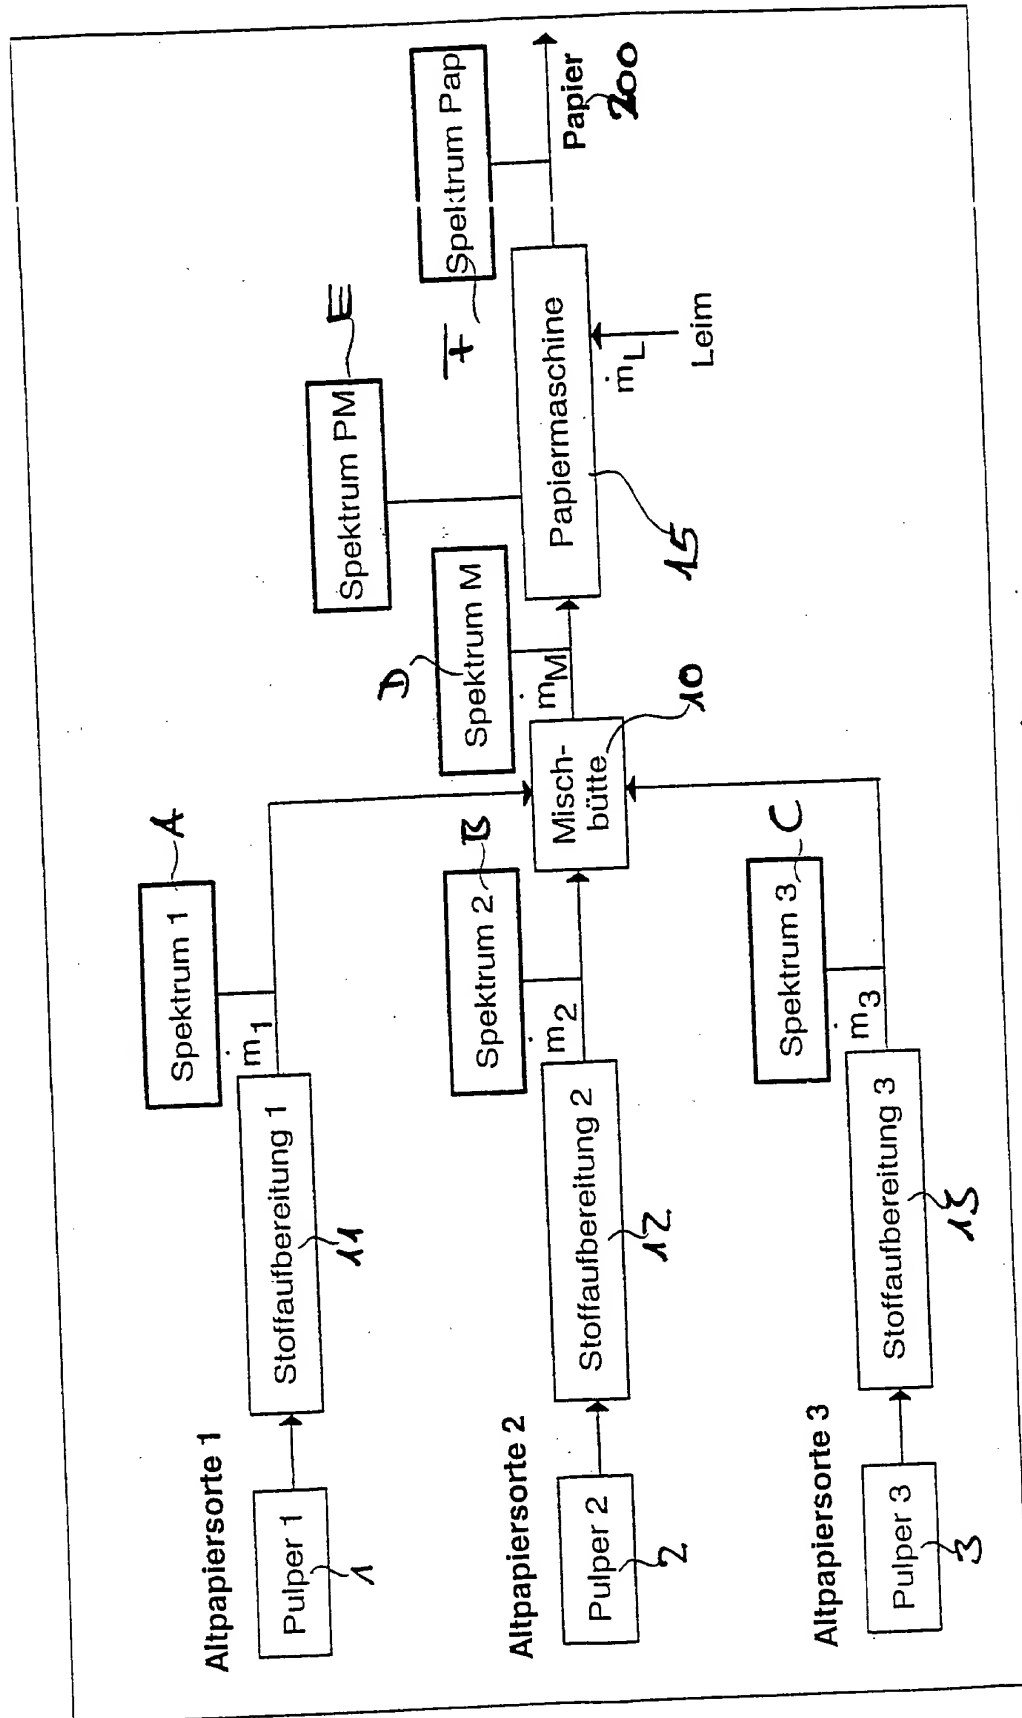 Altpapiersorte 1
Pulper 1
1
Stoffaufbereitung 1
11
ṁ1
Spektrum 1
A
Altpapiersorte 2
Pulper 2
2
Stoffaufbereitung 2
12
ṁ2
Spektrum 2
B
Altpapiersorte 3
Pulper 3
3
Stoffaufbereitung 3
13
ṁ3
Spektrum 3
C
Misch-
bütte
10
ṁM
Spektrum M
D
Spektrum PM
E
Papiermaschine
15
ṁL
Leim
Spektrum Pap
F
Papier
200